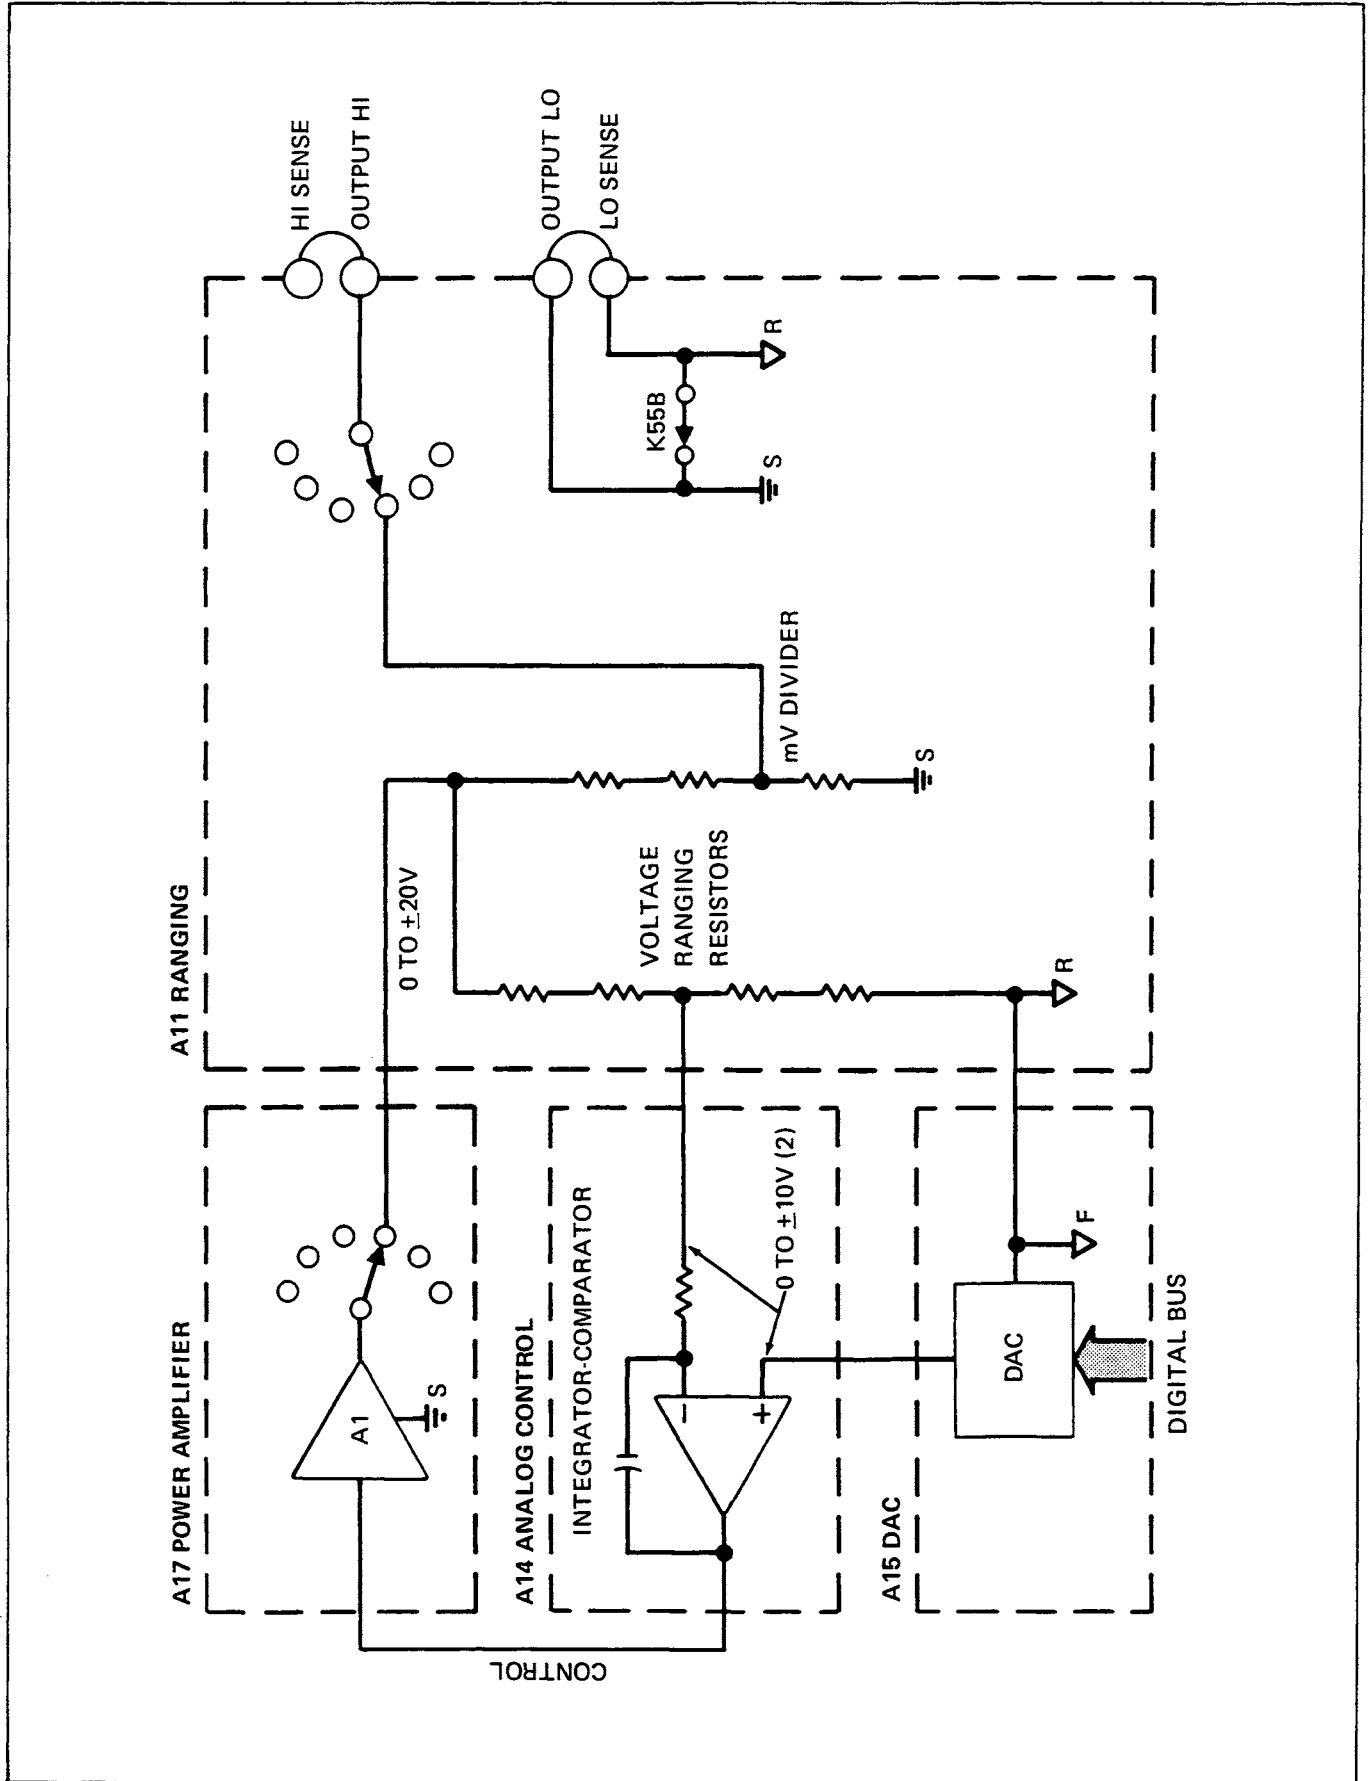 A17 POWER AMPLIFIER
A1
S
CONTROL
A14 ANALOG CONTROL
INTEGRATOR-COMPARATOR
−
+
0 TO ±10V (2)
A15 DAC
DAC
F
DIGITAL BUS
A11 RANGING
0 TO ±20V
VOLTAGE
RANGING
RESISTORS
R
mV DIVIDER
S
HI SENSE
OUTPUT HI
OUTPUT LO
LO SENSE
K55B
S
R